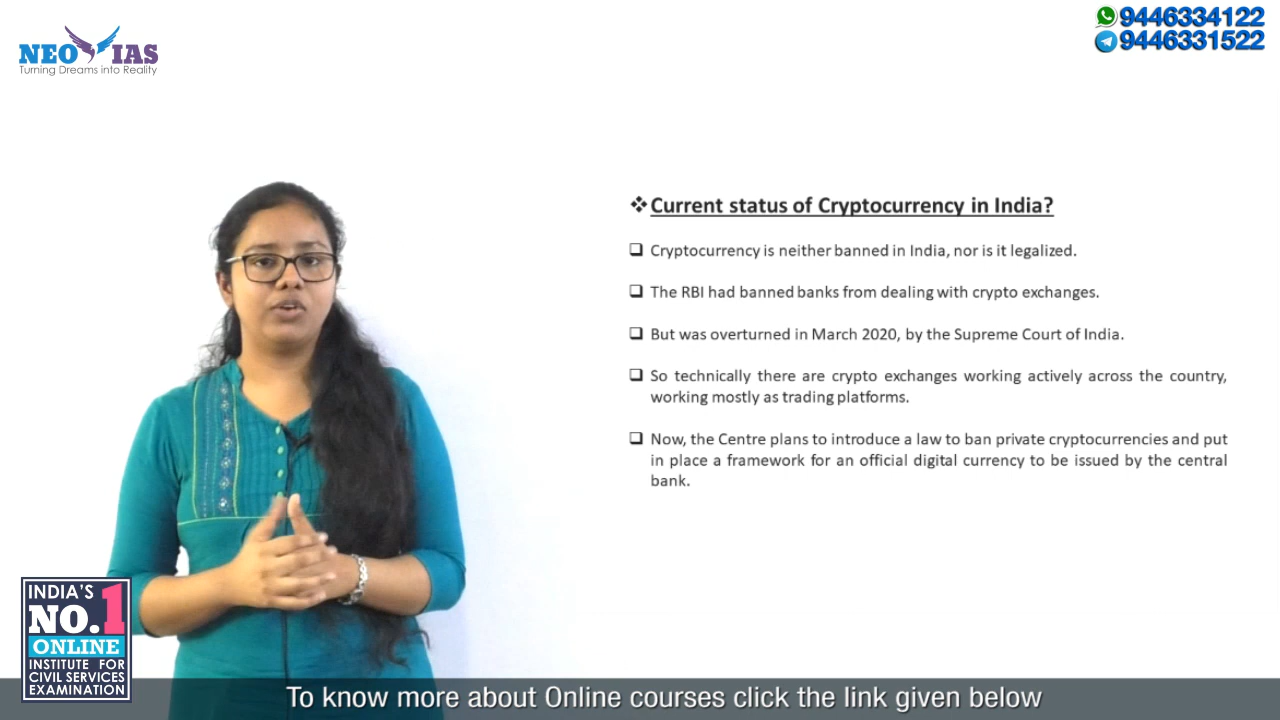 NEO IAS
Turning Dreams into Reality
9446334122
9446331522
❖Current status of Cryptocurrency in India?
❑ Cryptocurrency is neither banned in India, nor is it legalized.
❑ The RBI had banned banks from dealing with crypto exchanges.
❑ But was overturned in March 2020, by the Supreme Court of India.
❑ So technically there are crypto exchanges working actively across the country,
working mostly as trading platforms.
❑ Now, the Centre plans to introduce a law to ban private cryptocurrencies and put
in place a framework for an official digital currency to be issued by the central
bank.
INDIA'S
NO.1
ONLINE
INSTITUTE FOR
CIVIL SERVICES
EXAMINATION
To know more about Online courses click the link given below